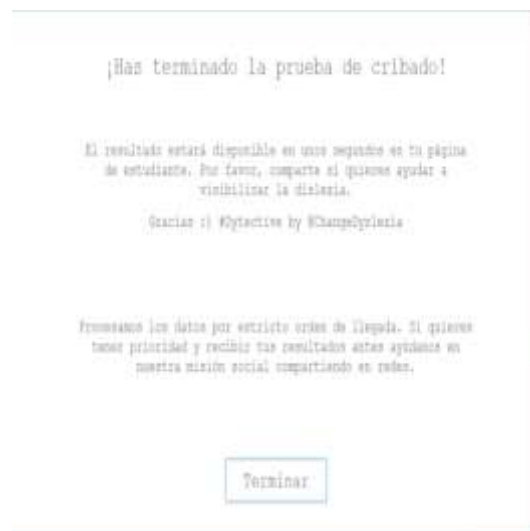 ¡Has terminado la prueba de cribado!
El resultado estará disponible en unos segundos en tu página
de estudiante. Por favor, comparte si quieres ayudar a
visibilizar la dislexia.
Gracias :) #Dytective by @ChangeDyslexia
Procesamos los datos por estricto orden de llegada. Si quieres
tener prioridad y recibir tus resultados antes ayúdanos en
nuestra misión social compartiendo en redes.
Terminar